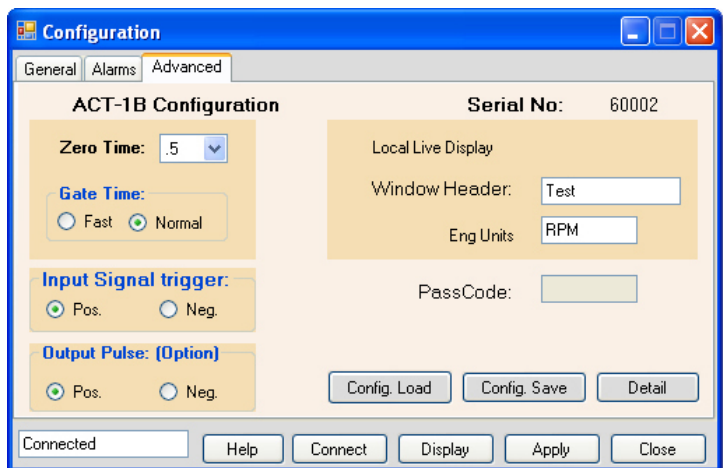 Configuration
General Alarms Advanced
ACT-1B Configuration
Serial No: 60002
Zero Time: .5
Gate Time:
Fast Normal
Local Live Display
Window Header: Test
Eng Units RPM
Input Signal trigger:
Pos. Neg.
PassCode:
Output Pulse: (Option)
Pos. Neg.
Config. Load Config. Save Detail
Connected Help Connect Display Apply Close